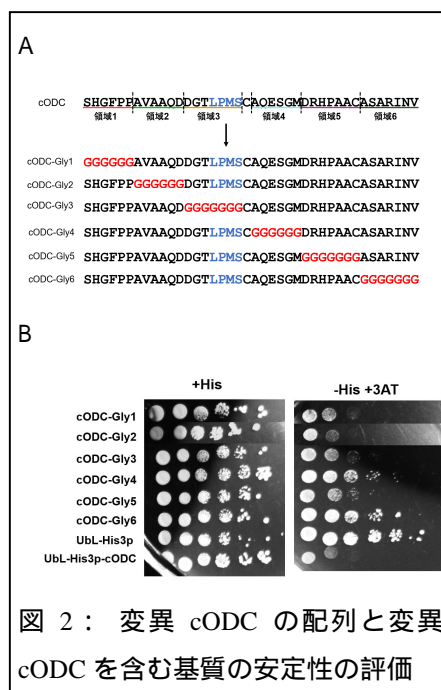 A
cODC SHGFPPAVAAQDDGTLPMSCAQESGMDRHPAACASARINV
領域1 領域2 領域3 領域4 領域5 領域6
cODC-Gly1 GGGGGGAVAAQDDGTLPMSCAQESGMDRHPAACASARINV
cODC-Gly2 SHGFPPGGGGGGDGTLPMSCAQESGMDRHPAACASARINV
cODC-Gly3 SHGFPPAVAAQDGGGGGGGCAQESGMDRHPAACASARINV
cODC-Gly4 SHGFPPAVAAQDDGTLPMSCGGGGGGDRHPAACASARINV
cODC-Gly5 SHGFPPAVAAQDDGTLPMSCAQESGMGGGGGGGASARINV
cODC-Gly6 SHGFPPAVAAQDDGTLPMSCAQESGMDRHPAACGGGGGGG
B
+His -His +3AT
cODC-Gly1
cODC-Gly2
cODC-Gly3
cODC-Gly4
cODC-Gly5
cODC-Gly6
UbL-His3p
UbL-His3p-cODC
図 2： 変異 cODC の配列と変異
cODC を含む基質の安定性の評価